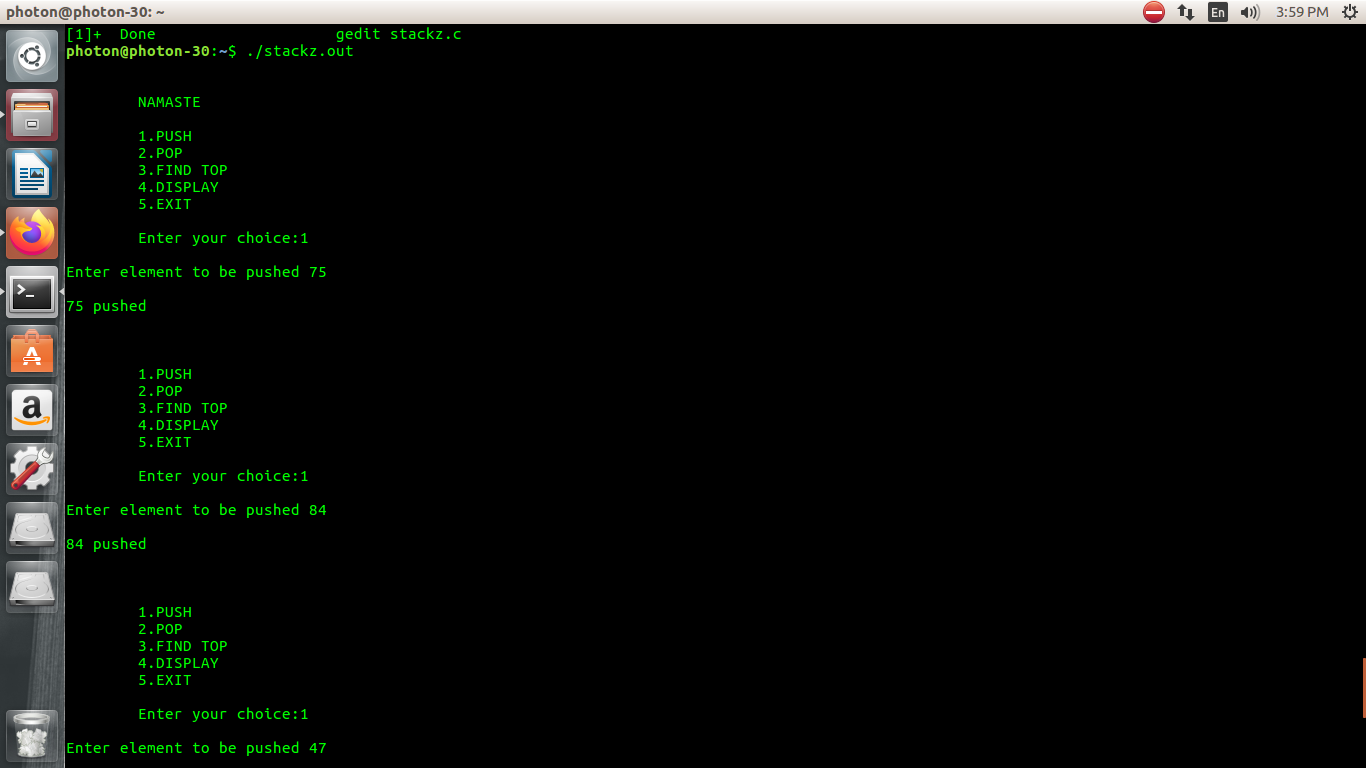 photon@photon-30: ~
En
3:59 PM
[1]+  Done                    gedit stackz.c
photon@photon-30:~$ ./stackz.out
NAMASTE
1.PUSH
2.POP
3.FIND TOP
4.DISPLAY
5.EXIT
Enter your choice:1
Enter element to be pushed 75
75 pushed
1.PUSH
2.POP
3.FIND TOP
4.DISPLAY
5.EXIT
Enter your choice:1
Enter element to be pushed 84
84 pushed
1.PUSH
2.POP
3.FIND TOP
4.DISPLAY
5.EXIT
Enter your choice:1
Enter element to be pushed 47